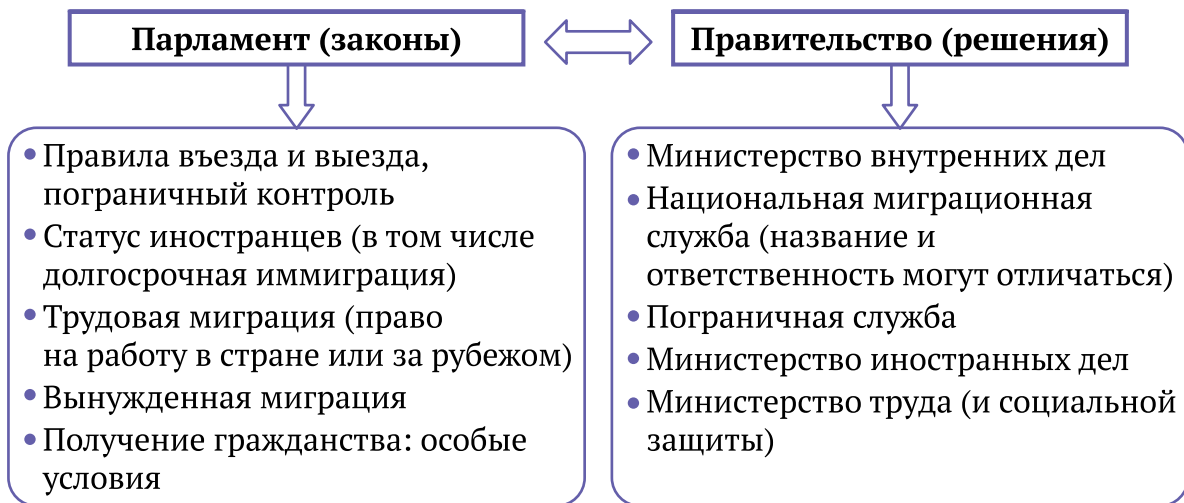 Парламент (законы)
Правительство (решения)
• Правила въезда и выезда,
пограничный контроль
• Статус иностранцев (в том числе
долгосрочная иммиграция)
• Трудовая миграция (право
на работу в стране или за рубежом)
• Вынужденная миграция
• Получение гражданства: особые
условия
• Министерство внутренних дел
• Национальная миграционная
служба (название и
ответственность могут отличаться)
• Пограничная служба
• Министерство иностранных дел
• Министерство труда (и социальной
защиты)